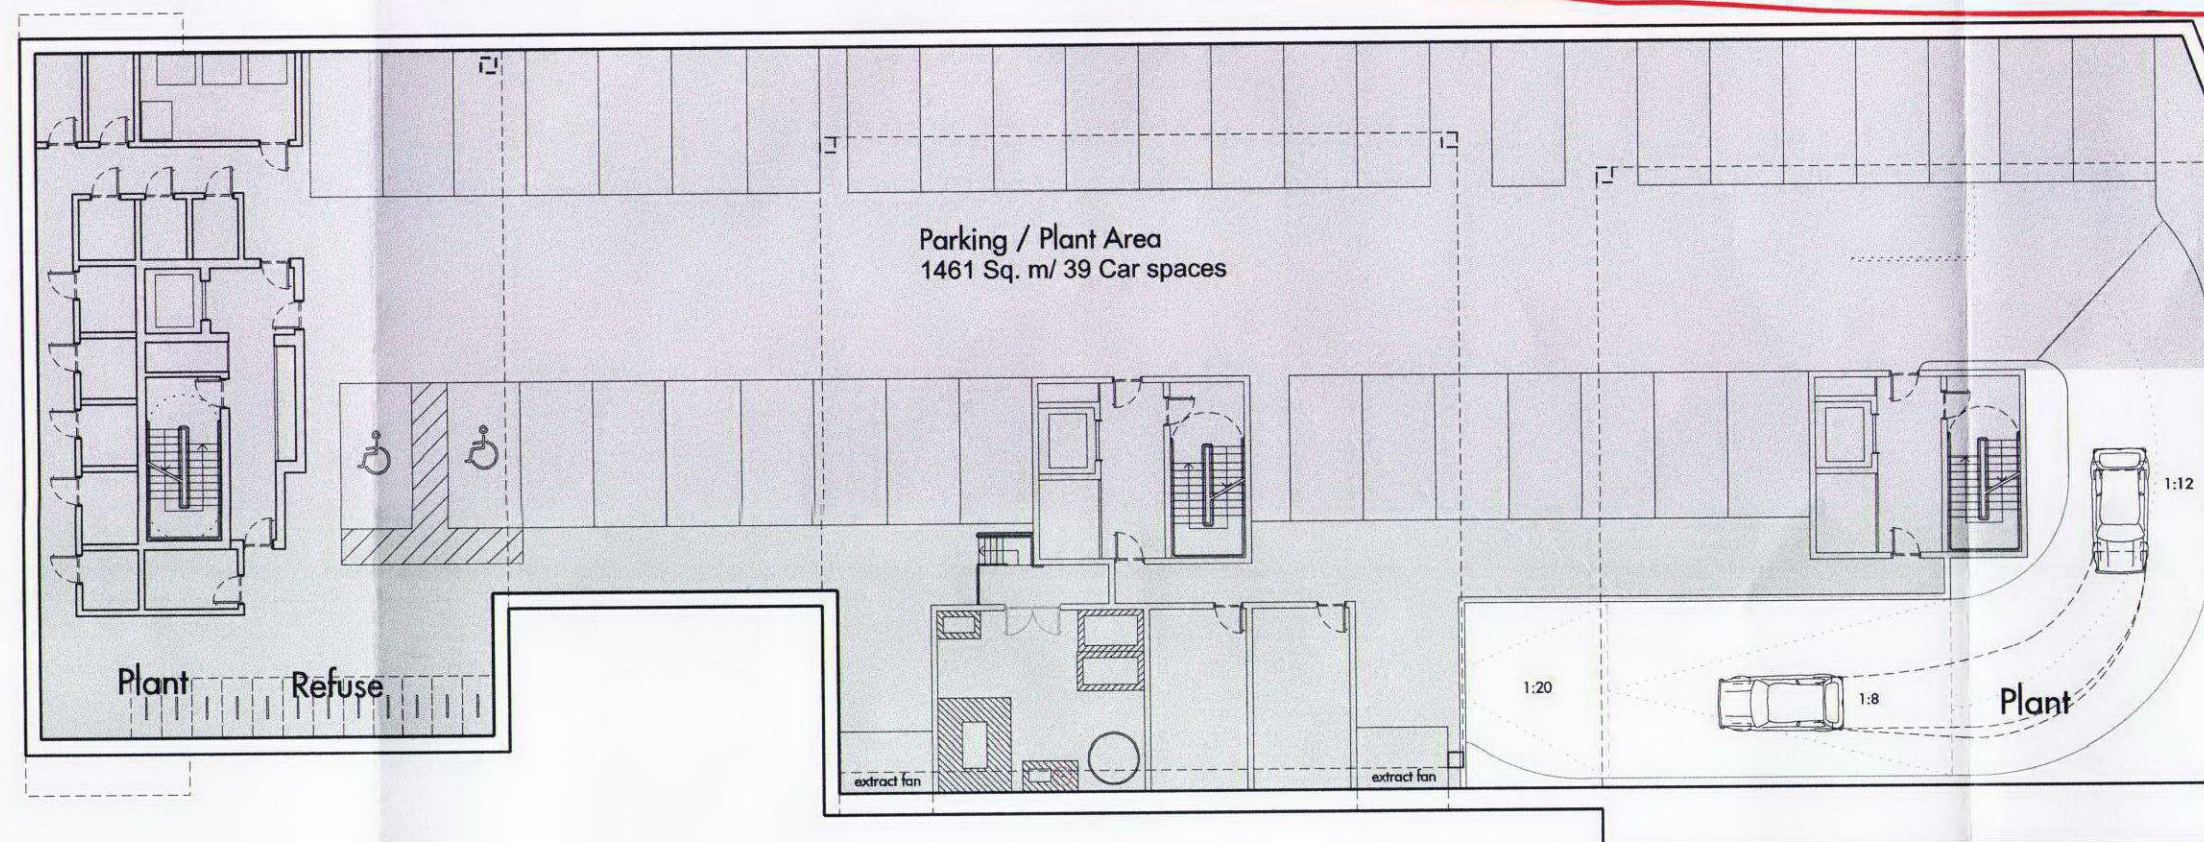 Parking / Plant Area
1461 Sq. m/ 39 Car spaces
1:12
Plant
Refuse
1:20
1:8
Plant
extract fan
extract fan